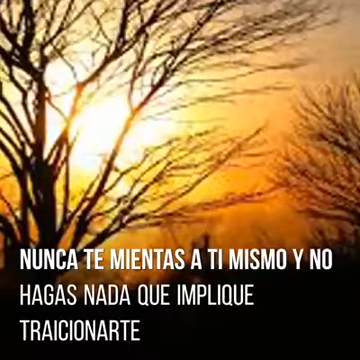 NUNCA TE MIENTAS A TI MISMO Y NO
HAGAS NADA QUE IMPLIQUE
TRAICIONARTE